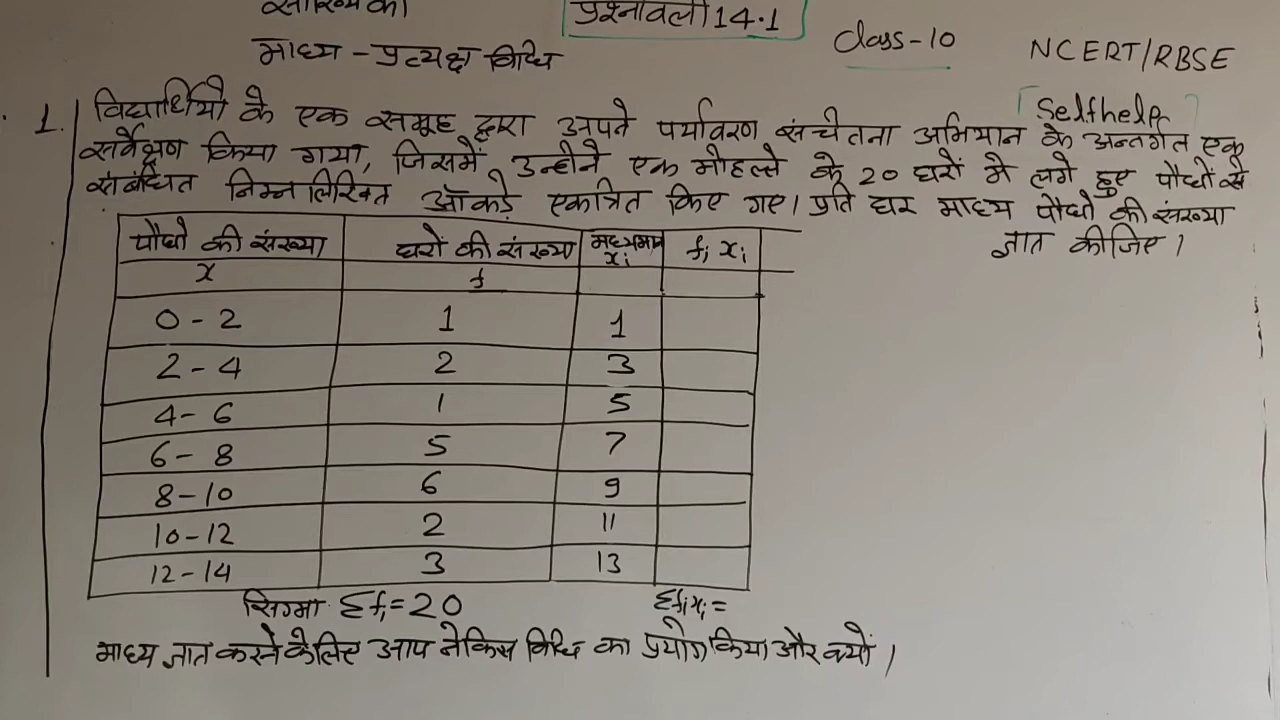 सांख्यिकी
प्रश्नावली 14.1
माध्य - प्रत्यक्ष विधि
Class-10
NCERT/RBSE
Selfhelp
1. विद्यार्थियों के एक समूह द्वारा अपने पर्यावरण संचेतना अभियान के अन्तर्गत एक
सर्वेक्षण किया गया, जिसमें उन्होंने एक मोहल्ले के 20 घरों में लगे हुए पौधों से
संबंधित निम्नलिखित आँकड़े एकत्रित किए गए। प्रति घर माध्य पौधों की संख्या
ज्ञात कीजिए।
पौधों की संख्या घरों की संख्या मध्यमान xᵢ fᵢ xᵢ
x f
0 - 2 1 1
2 - 4 2 3
4 - 6 1 5
6 - 8 5 7
8 - 10 6 9
10 - 12 2 11
12 - 14 3 13
सिग्मा Σfᵢ = 20 Σfᵢxᵢ =
माध्य ज्ञात करने के लिए आप ने किस विधि का प्रयोग किया और क्यों।